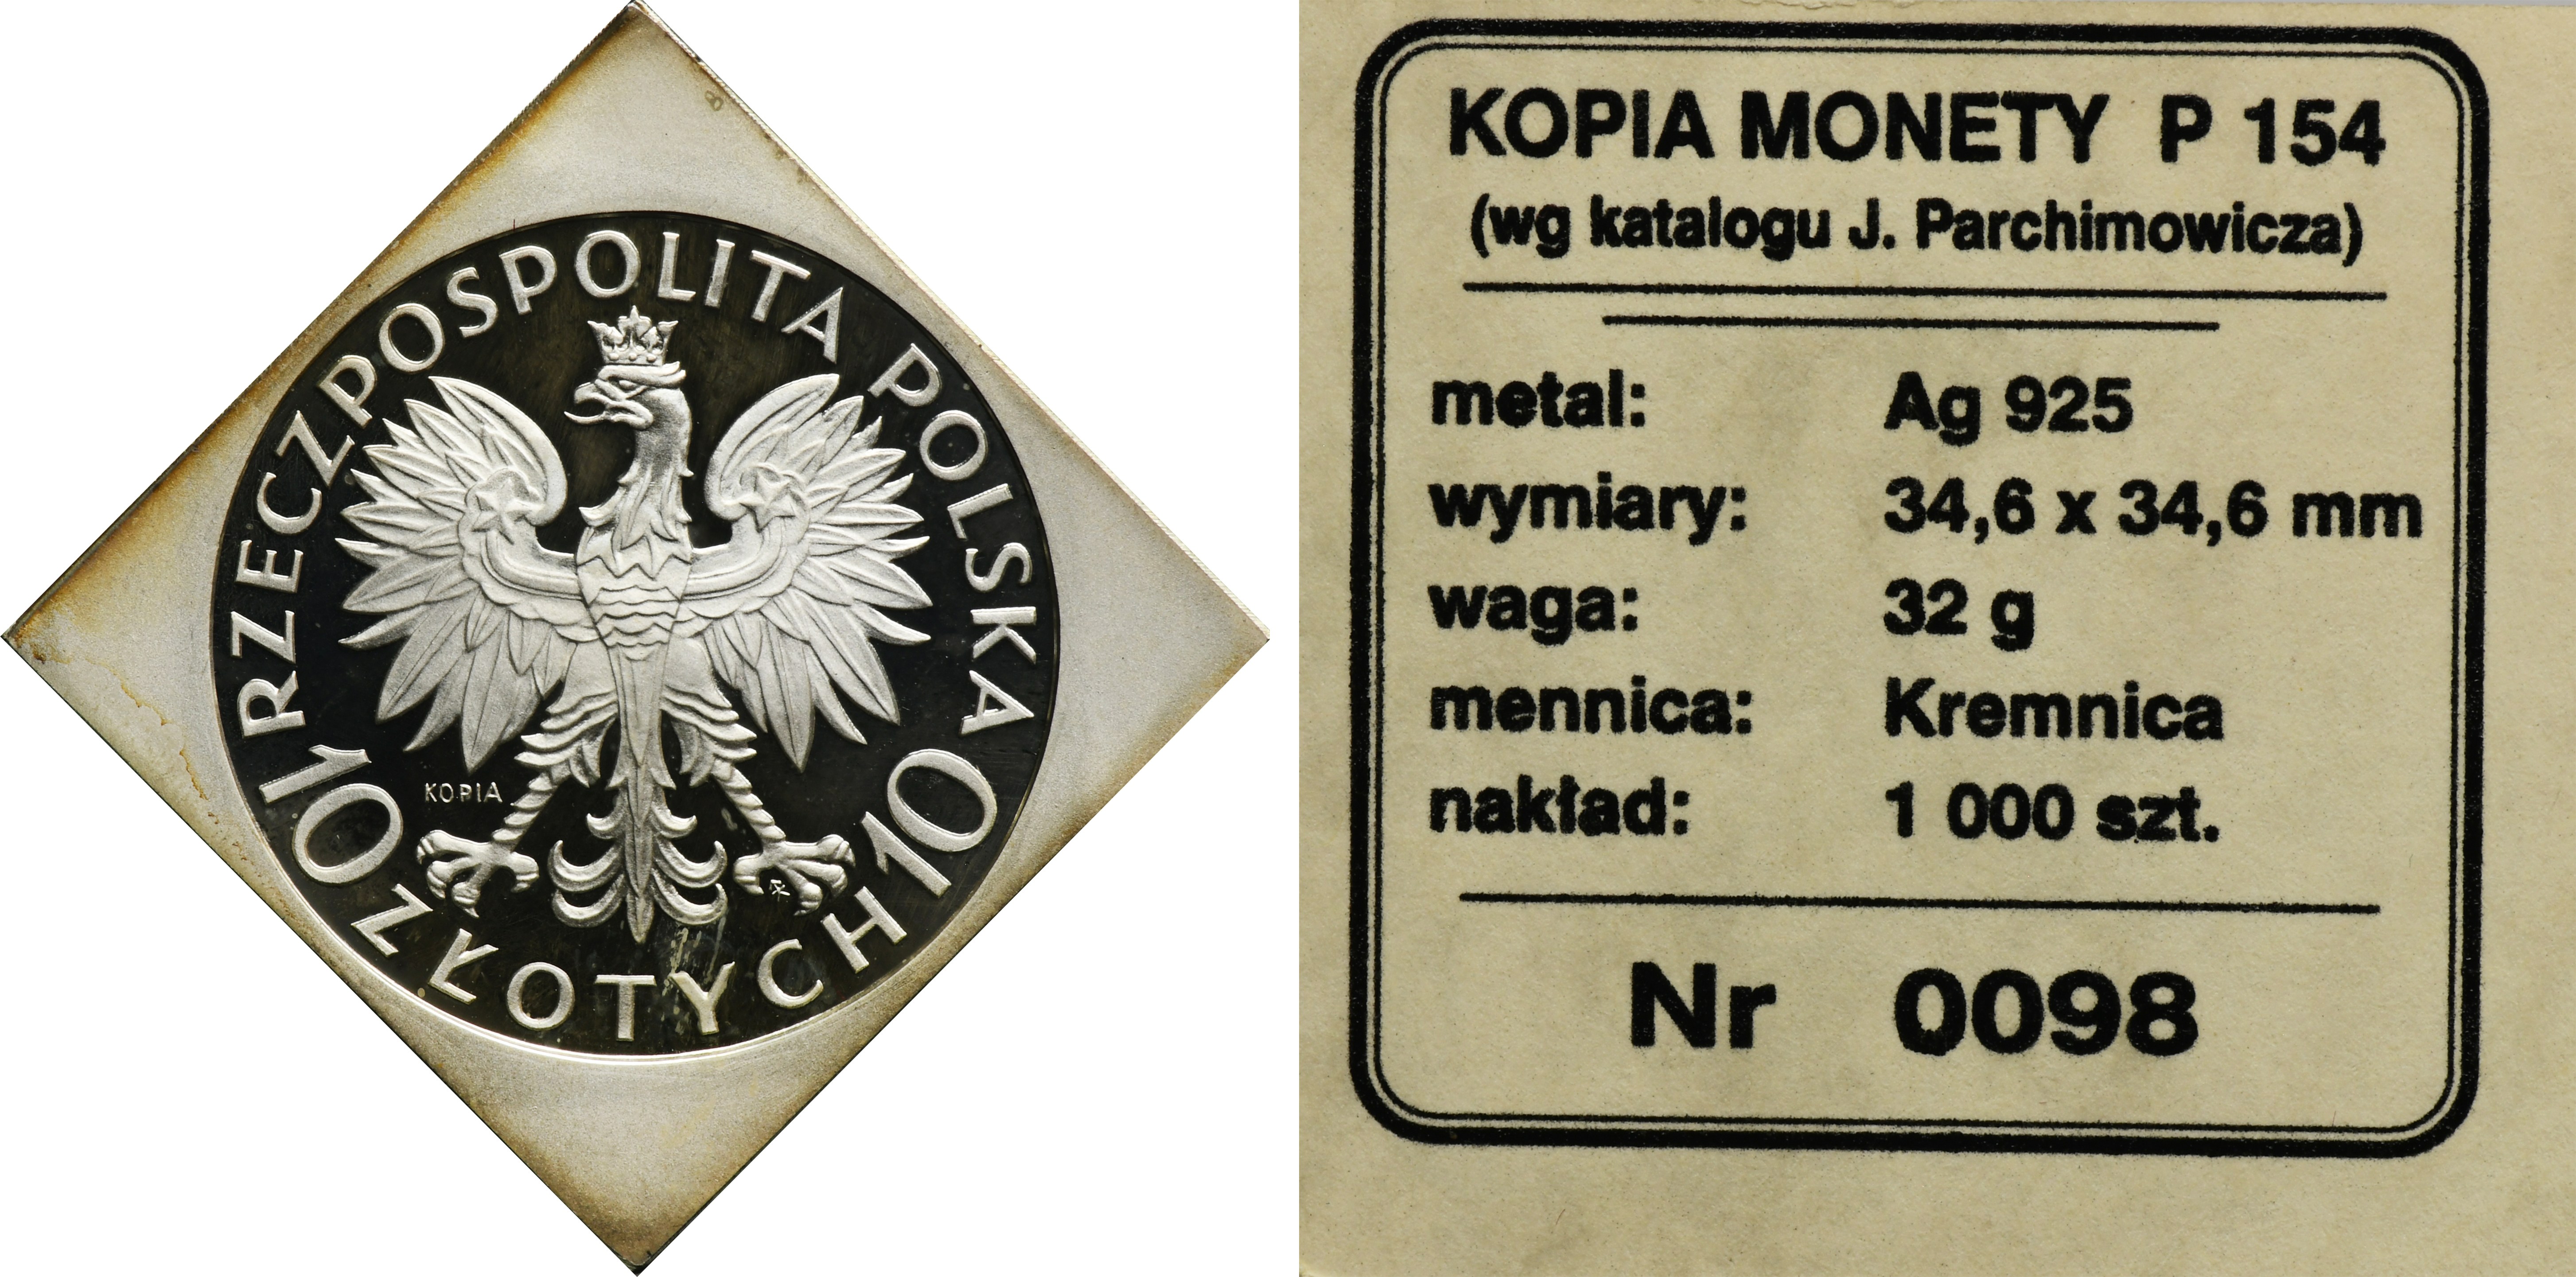 RZECZPOSPOLITA POLSKA
10 ZŁOTYCH 10
KOPIA
KOPIA MONETY P 154
(wg katalogu J. Parchimowicza)
metal: Ag 925
wymiary: 34,6 x 34,6 mm
waga: 32 g
mennica: Kremnica
nakład: 1 000 szt.
Nr 0098